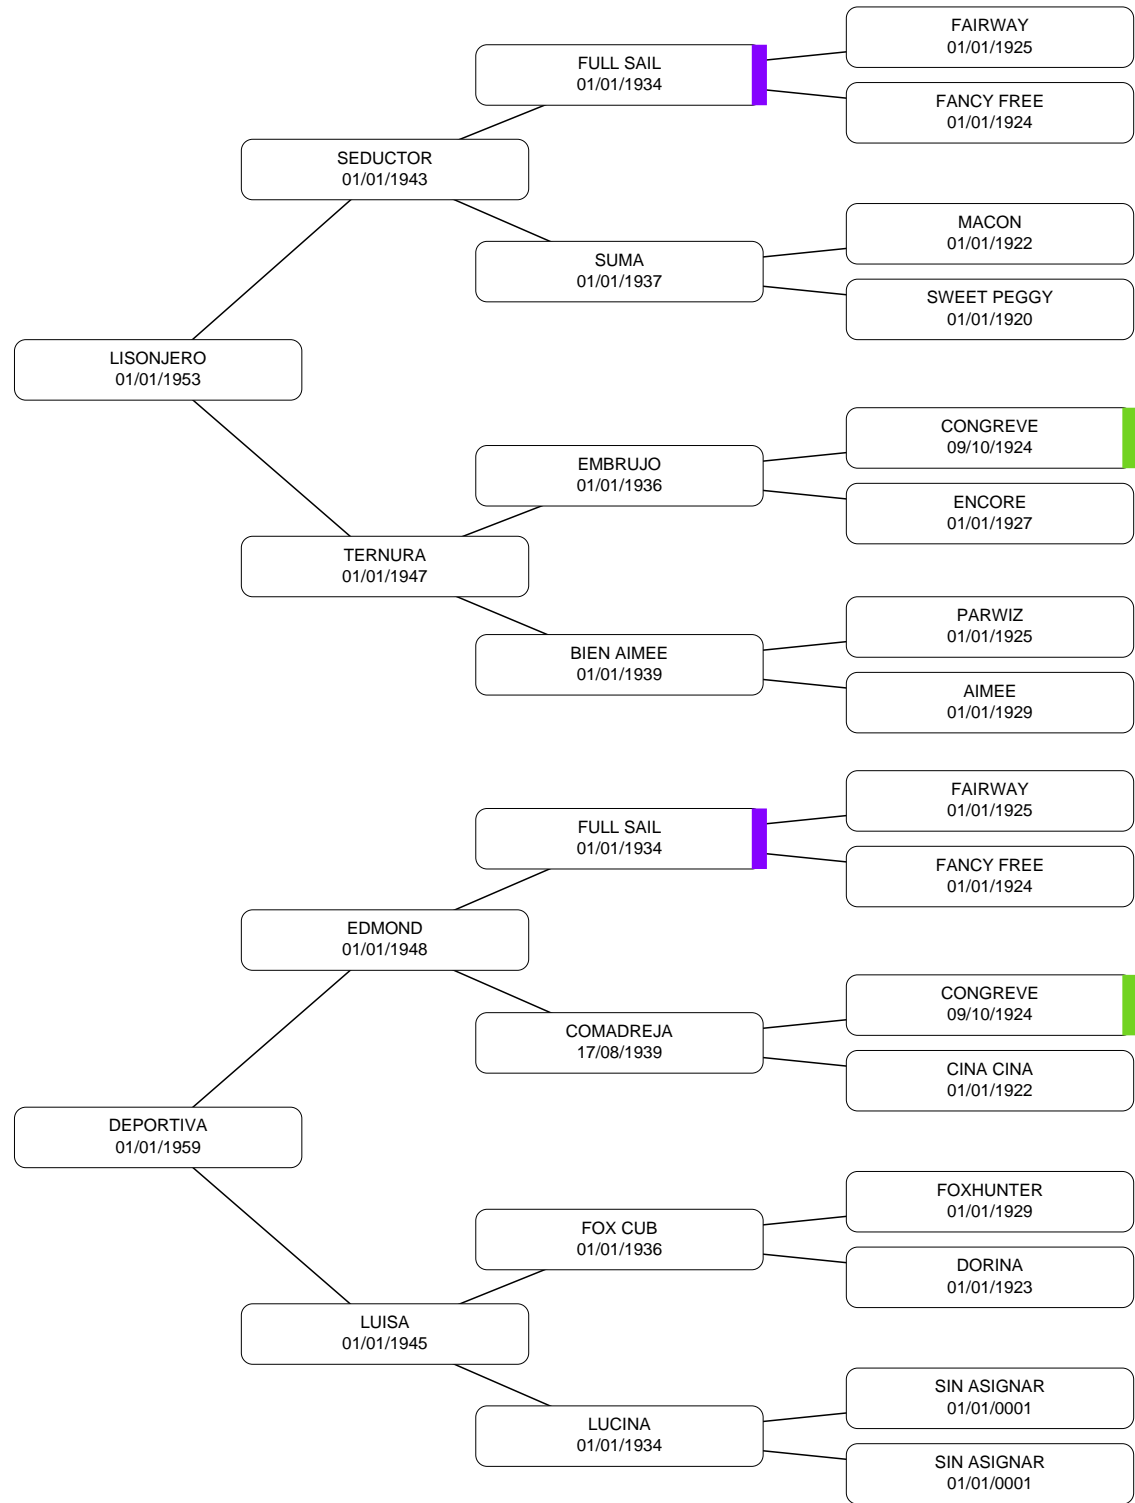 FAIRWAY
01/01/1925
FULL SAIL
01/01/1934
FANCY FREE
01/01/1924
SEDUCTOR
01/01/1943
MACON
01/01/1922
SUMA
01/01/1937
SWEET PEGGY
01/01/1920
LISONJERO
01/01/1953
CONGREVE
09/10/1924
EMBRUJO
01/01/1936
ENCORE
01/01/1927
TERNURA
01/01/1947
PARWIZ
01/01/1925
BIEN AIMEE
01/01/1939
AIMEE
01/01/1929
FAIRWAY
01/01/1925
FULL SAIL
01/01/1934
FANCY FREE
01/01/1924
EDMOND
01/01/1948
CONGREVE
09/10/1924
COMADREJA
17/08/1939
CINA CINA
01/01/1922
DEPORTIVA
01/01/1959
FOXHUNTER
01/01/1929
FOX CUB
01/01/1936
DORINA
01/01/1923
LUISA
01/01/1945
SIN ASIGNAR
01/01/0001
LUCINA
01/01/1934
SIN ASIGNAR
01/01/0001